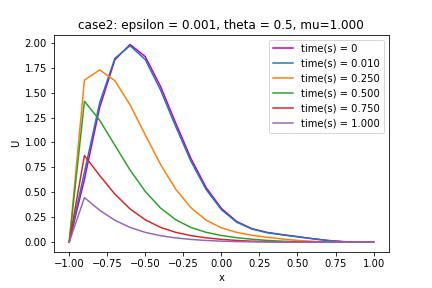 case2: epsilon = 0.001, theta = 0.5, mu=1.000
2.00
1.75
1.50
1.25
1.00
0.75
0.50
0.25
0.00
U
time(s) = 0
time(s) = 0.010
time(s) = 0.250
time(s) = 0.500
time(s) = 0.750
time(s) = 1.000
−1.00 −0.75 −0.50 −0.25 0.00 0.25 0.50 0.75 1.00
x